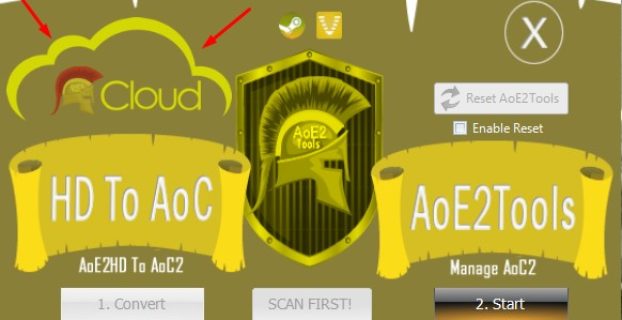 Cloud
X
Reset AoE2Tools
Enable Reset
AoE2
Tools
HD To AoC
AoE2Tools
AoE2HD To AoC2
Manage AoC2
1. Convert
SCAN FIRST!
2. Start